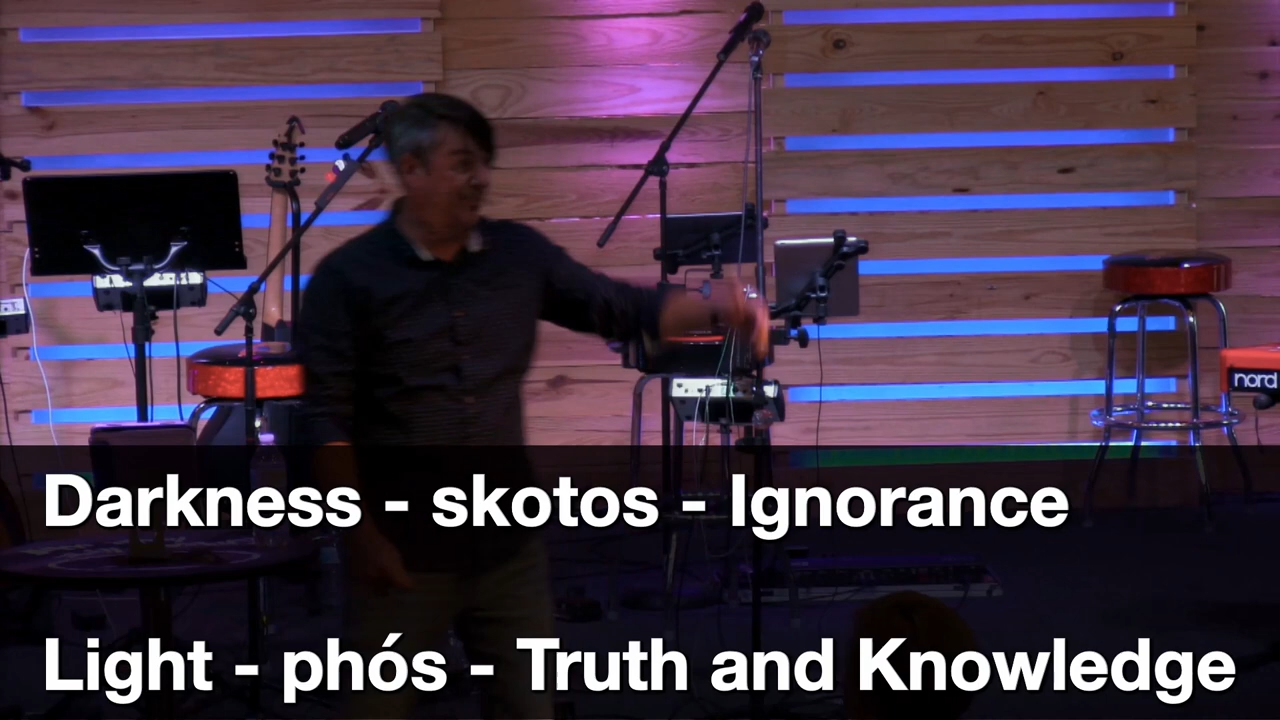 nord
Darkness - skotos - Ignorance
Light - phós - Truth and Knowledge